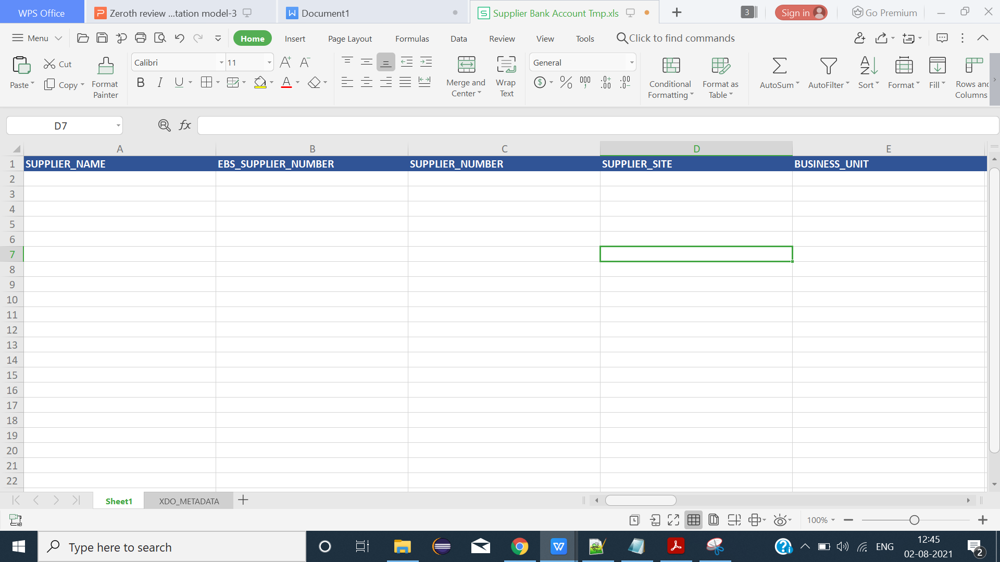 WPS Office
Zeroth review ...tation model-3
Document1
Supplier Bank Account Tmp.xls
3
Sign in
Go Premium
Menu
Home
Insert
Page Layout
Formulas
Data
Review
View
Tools
Click to find commands
Paste
Cut
Copy
Format
Painter
Calibri
11
Merge and
Center
Wrap
Text
General
Conditional
Formatting
Format as
Table
AutoSum
AutoFilter
Sort
Format
Fill
Rows and
Columns
D7
fx
A B C D E
1 SUPPLIER_NAME EBS_SUPPLIER_NUMBER SUPPLIER_NUMBER SUPPLIER_SITE BUSINESS_UNIT
2
3
4
5
6
7
8
9
10
11
12
13
14
15
16
17
18
19
20
21
22
Sheet1
XDO_METADATA
100%
Type here to search
ENG
12:45
02-08-2021
2